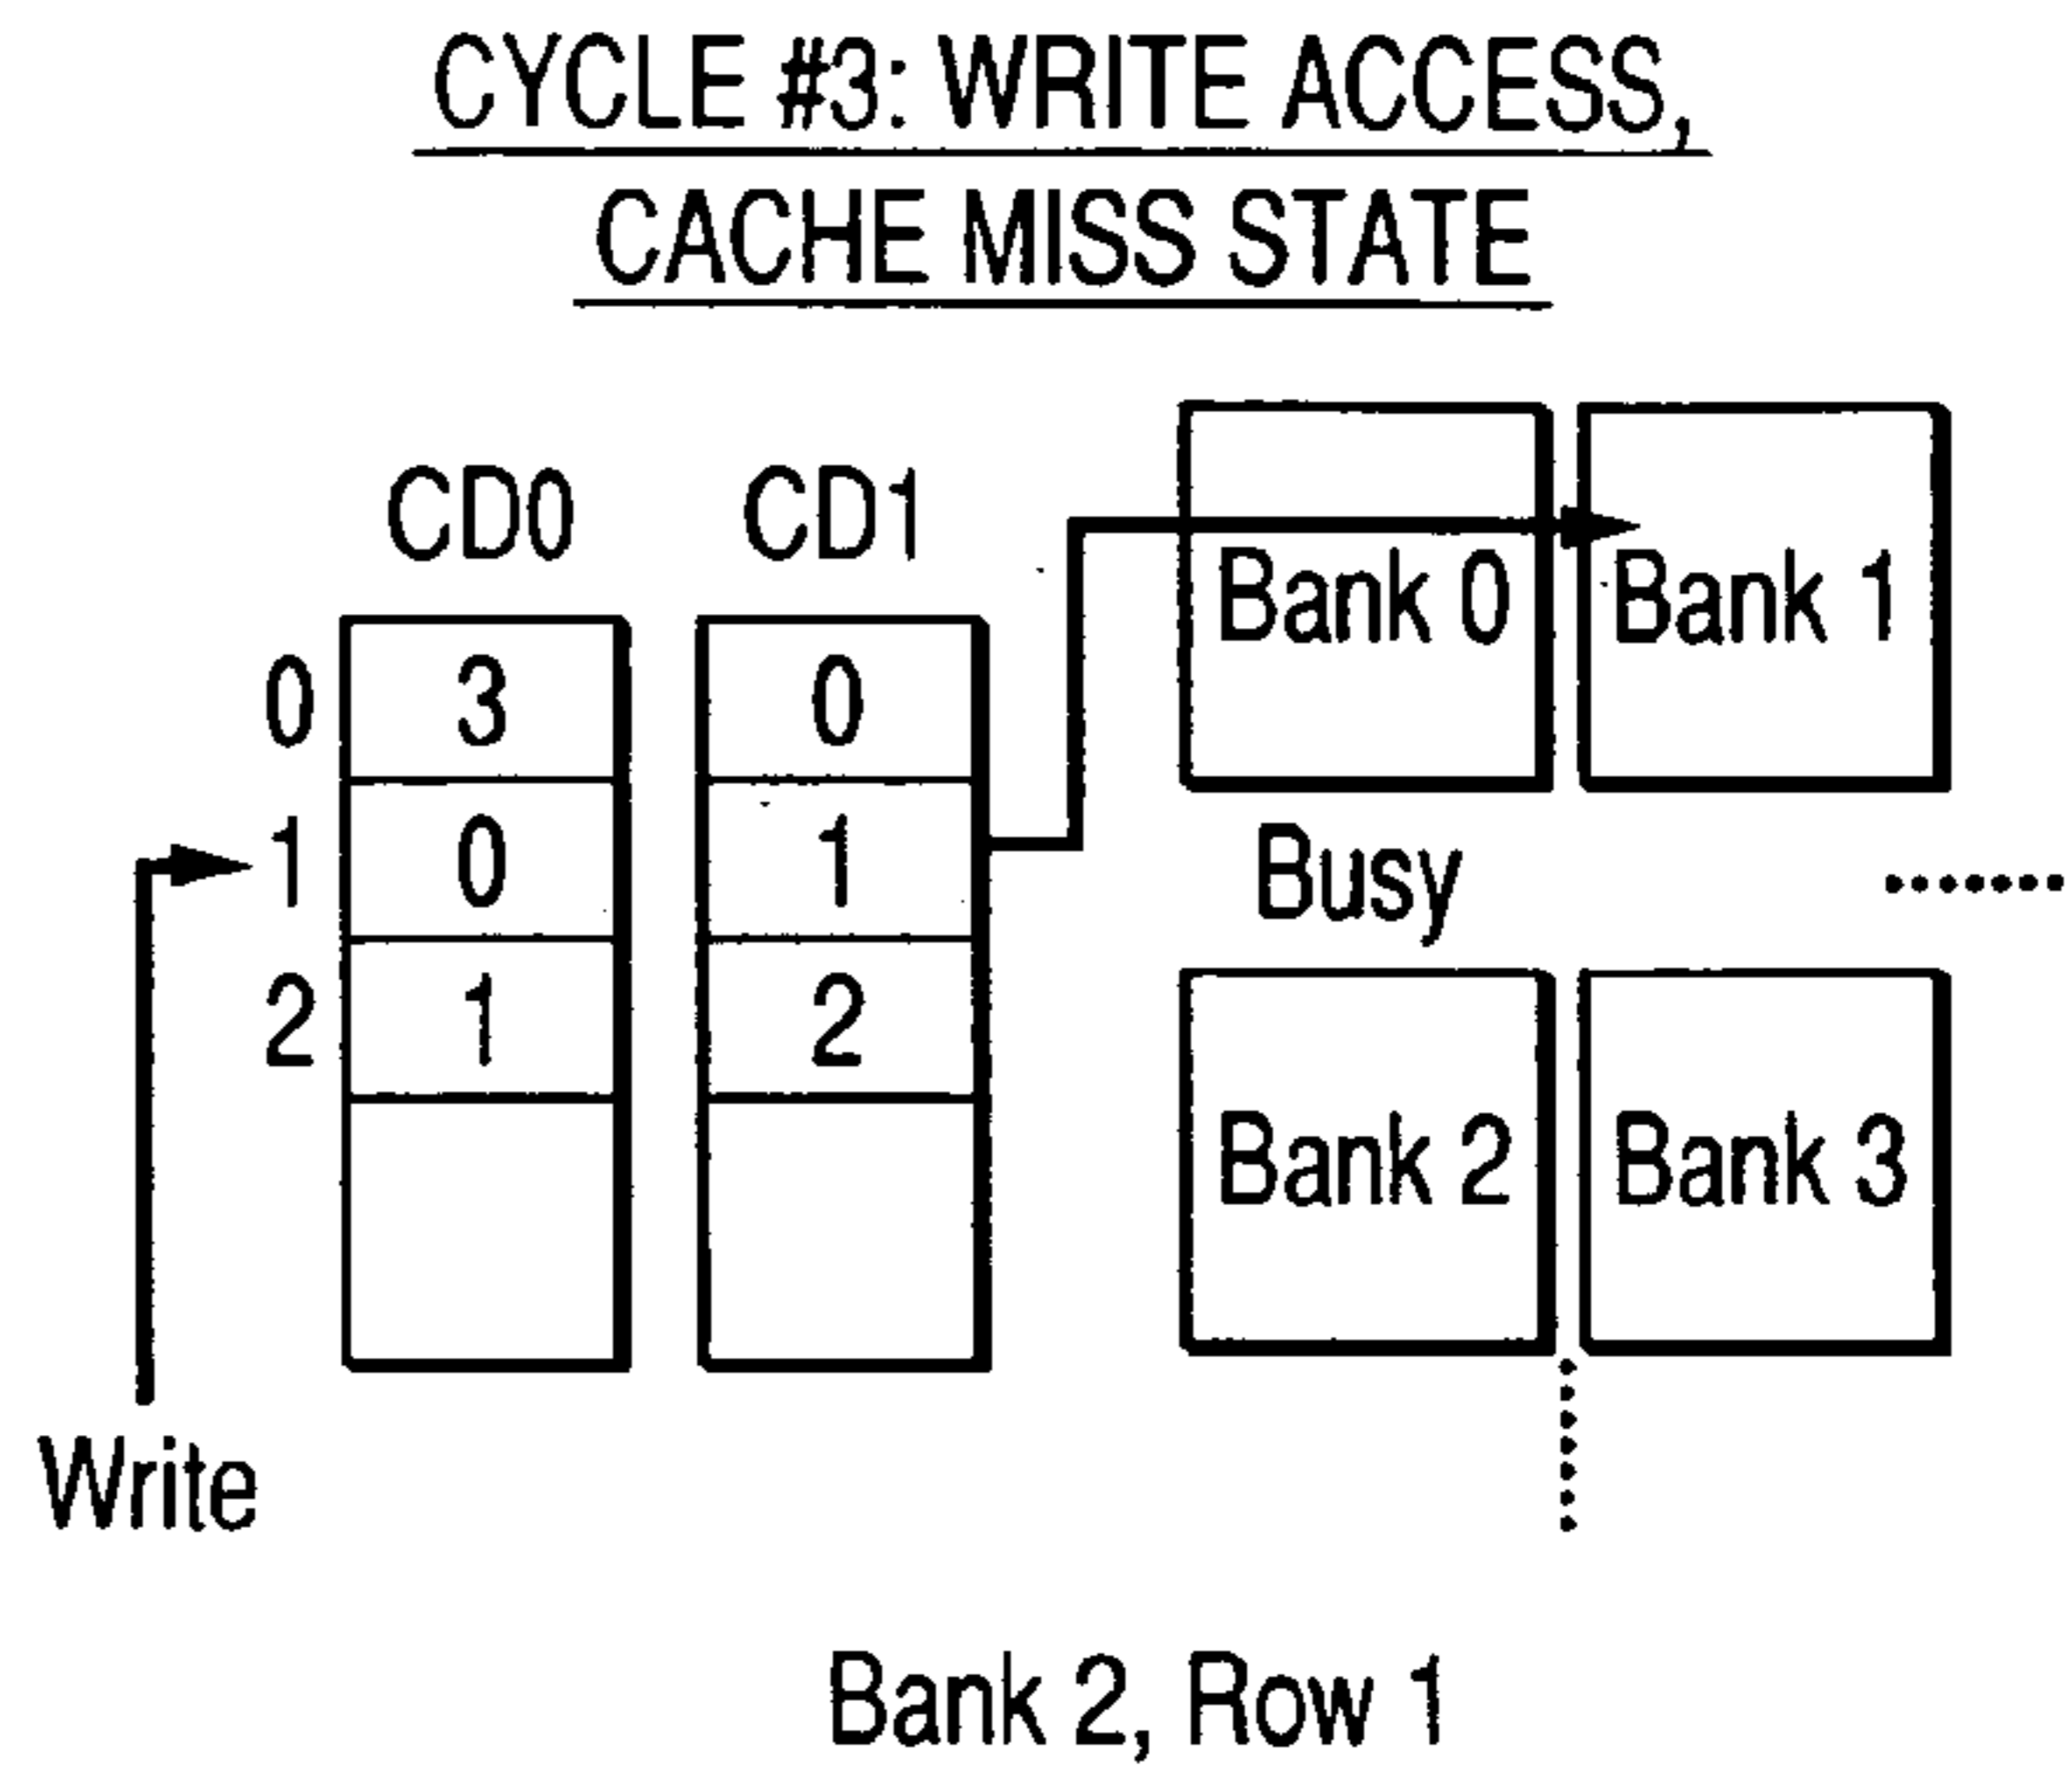 CYCLE #3: WRITE ACCESS,
CACHE MISS STATE
CD0 CD1
Bank 0 Bank 1
0 3 0
1 0 1
Busy
2 1 2
Bank 2 Bank 3
Write
Bank 2, Row 1